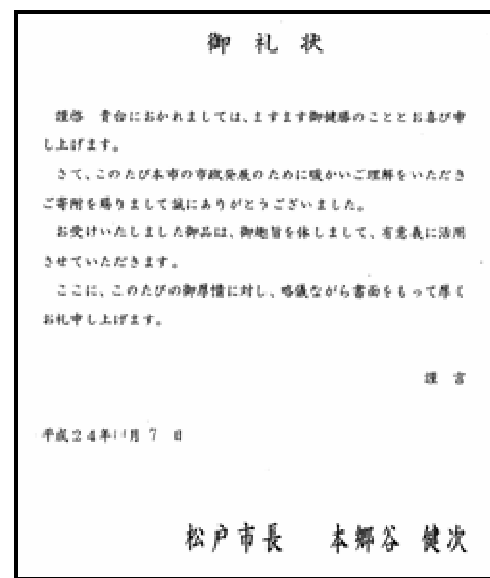 御礼状
謹啓　貴台におかれましては、ますます御健勝のこととお喜び申
し上げます。
さて、このたび本市の市政発展のために暖かいご理解をいただき
ご寄附を賜りまして誠にありがとうございました。
お受けいたしました御品は、御趣旨を体しまして、有意義に活用
させていただきます。
ここに、このたびの御厚情に対し、略儀ながら書面をもって厚く
お礼申し上げます。
謹言
平成24年 月7日
松戸市長　本郷谷　健次